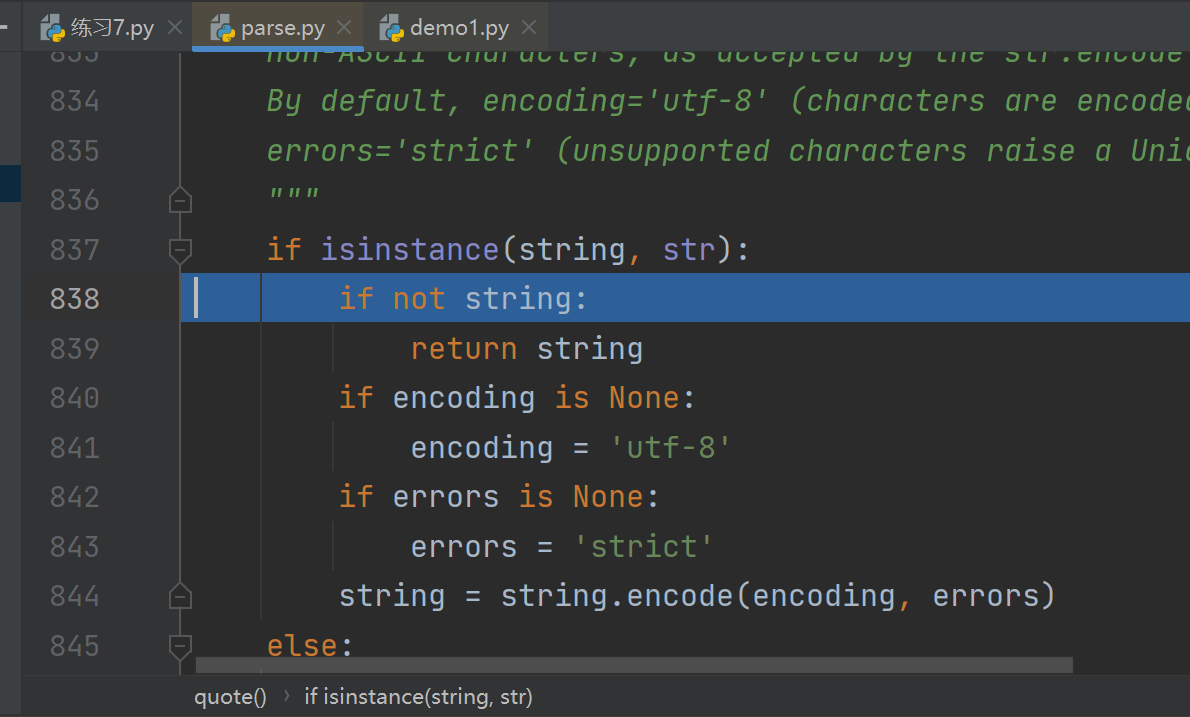 练习7.py parse.py demo1.py
833 non-ASCII characters, as accepted by the str.encode
834 By default, encoding='utf-8' (characters are encoded
835 errors='strict' (unsupported characters raise a
836 """
837 if isinstance(string, str):
838 if not string:
839 return string
840 if encoding is None:
841 encoding = 'utf-8'
842 if errors is None:
843 errors = 'strict'
844 string = string.encode(encoding, errors)
845 else:
quote() › if isinstance(string, str)